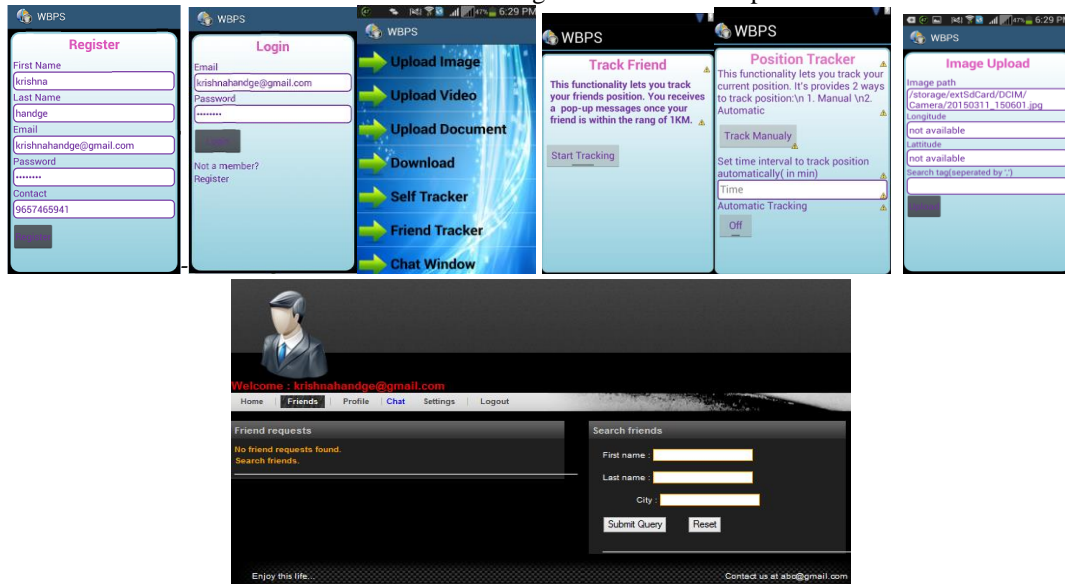 WBPS
Register
First Name
krishna
Last Name
handge
Email
krishnahandge@gmail.com
Password
........
Contact
9657465941
Register
WBPS
Login
Email
krishnahandge@gmail.com
Password
........
Not a member?
Register
47% 6:29 PM
WBPS
Upload Image
Upload Video
Upload Document
Download
Self Tracker
Friend Tracker
Chat Window
WBPS
Track Friend
This functionality lets you track
your friends position. You receives
a pop-up messages once your
friend is within the rang of 1KM.
Start Tracking
WBPS
Position Tracker
This functionality lets you track your
current position. It's provides 2 ways
to track position:\n 1. Manual \n2.
Automatic
Track Manualy
Set time interval to track position
automatically( in min)
Time
Automatic Tracking
Off
47% 6:29 PM
WBPS
Image Upload
Image path
/storage/extSdCard/DCIM/
Camera/20150311_150601.jpg
Longitude
not available
Lattitude
not available
Search tag(seperated by ',')
Welcome : krishnahandge@gmail.com
Home Friends Profile Chat Settings Logout
Friend requests
No friend requests found.
Search friends.
Search friends
First name :
Last name :
City :
Submit Query Reset
Enjoy this life...
Contact us at abc@gmail.com